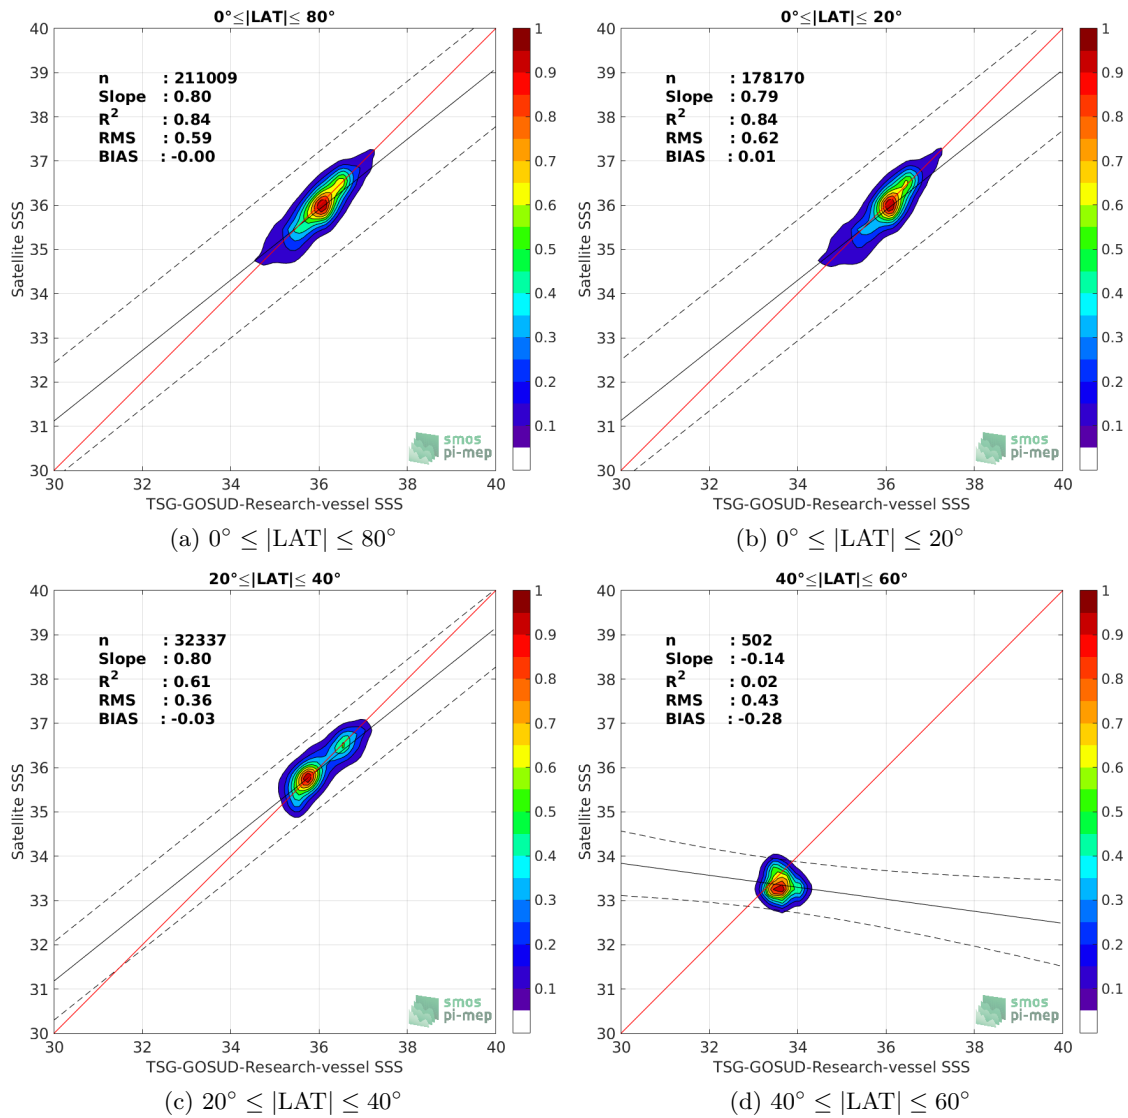 0°≤|LAT|≤ 80°
40
39
38
37
36
35
34
33
32
31
30
Satellite SSS
n : 211009
Slope : 0.80
R² : 0.84
RMS : 0.59
BIAS : -0.00
smos
pi-mep
30 32 34 36 38 40
TSG-GOSUD-Research-vessel SSS
1
0.9
0.8
0.7
0.6
0.5
0.4
0.3
0.2
0.1
(a) 0° ≤ |LAT| ≤ 80°
0°≤|LAT|≤ 20°
40
39
38
37
36
35
34
33
32
31
30
Satellite SSS
n : 178170
Slope : 0.79
R² : 0.84
RMS : 0.62
BIAS : 0.01
smos
pi-mep
30 32 34 36 38 40
TSG-GOSUD-Research-vessel SSS
1
0.9
0.8
0.7
0.6
0.5
0.4
0.3
0.2
0.1
(b) 0° ≤ |LAT| ≤ 20°
20°≤|LAT|≤ 40°
40
39
38
37
36
35
34
33
32
31
30
Satellite SSS
n : 32337
Slope : 0.80
R² : 0.61
RMS : 0.36
BIAS : -0.03
smos
pi-mep
30 32 34 36 38 40
TSG-GOSUD-Research-vessel SSS
1
0.9
0.8
0.7
0.6
0.5
0.4
0.3
0.2
0.1
(c) 20° ≤ |LAT| ≤ 40°
40°≤|LAT|≤ 60°
40
39
38
37
36
35
34
33
32
31
30
Satellite SSS
n : 502
Slope : -0.14
R² : 0.02
RMS : 0.43
BIAS : -0.28
smos
pi-mep
30 32 34 36 38 40
TSG-GOSUD-Research-vessel SSS
1
0.9
0.8
0.7
0.6
0.5
0.4
0.3
0.2
0.1
(d) 40° ≤ |LAT| ≤ 60°